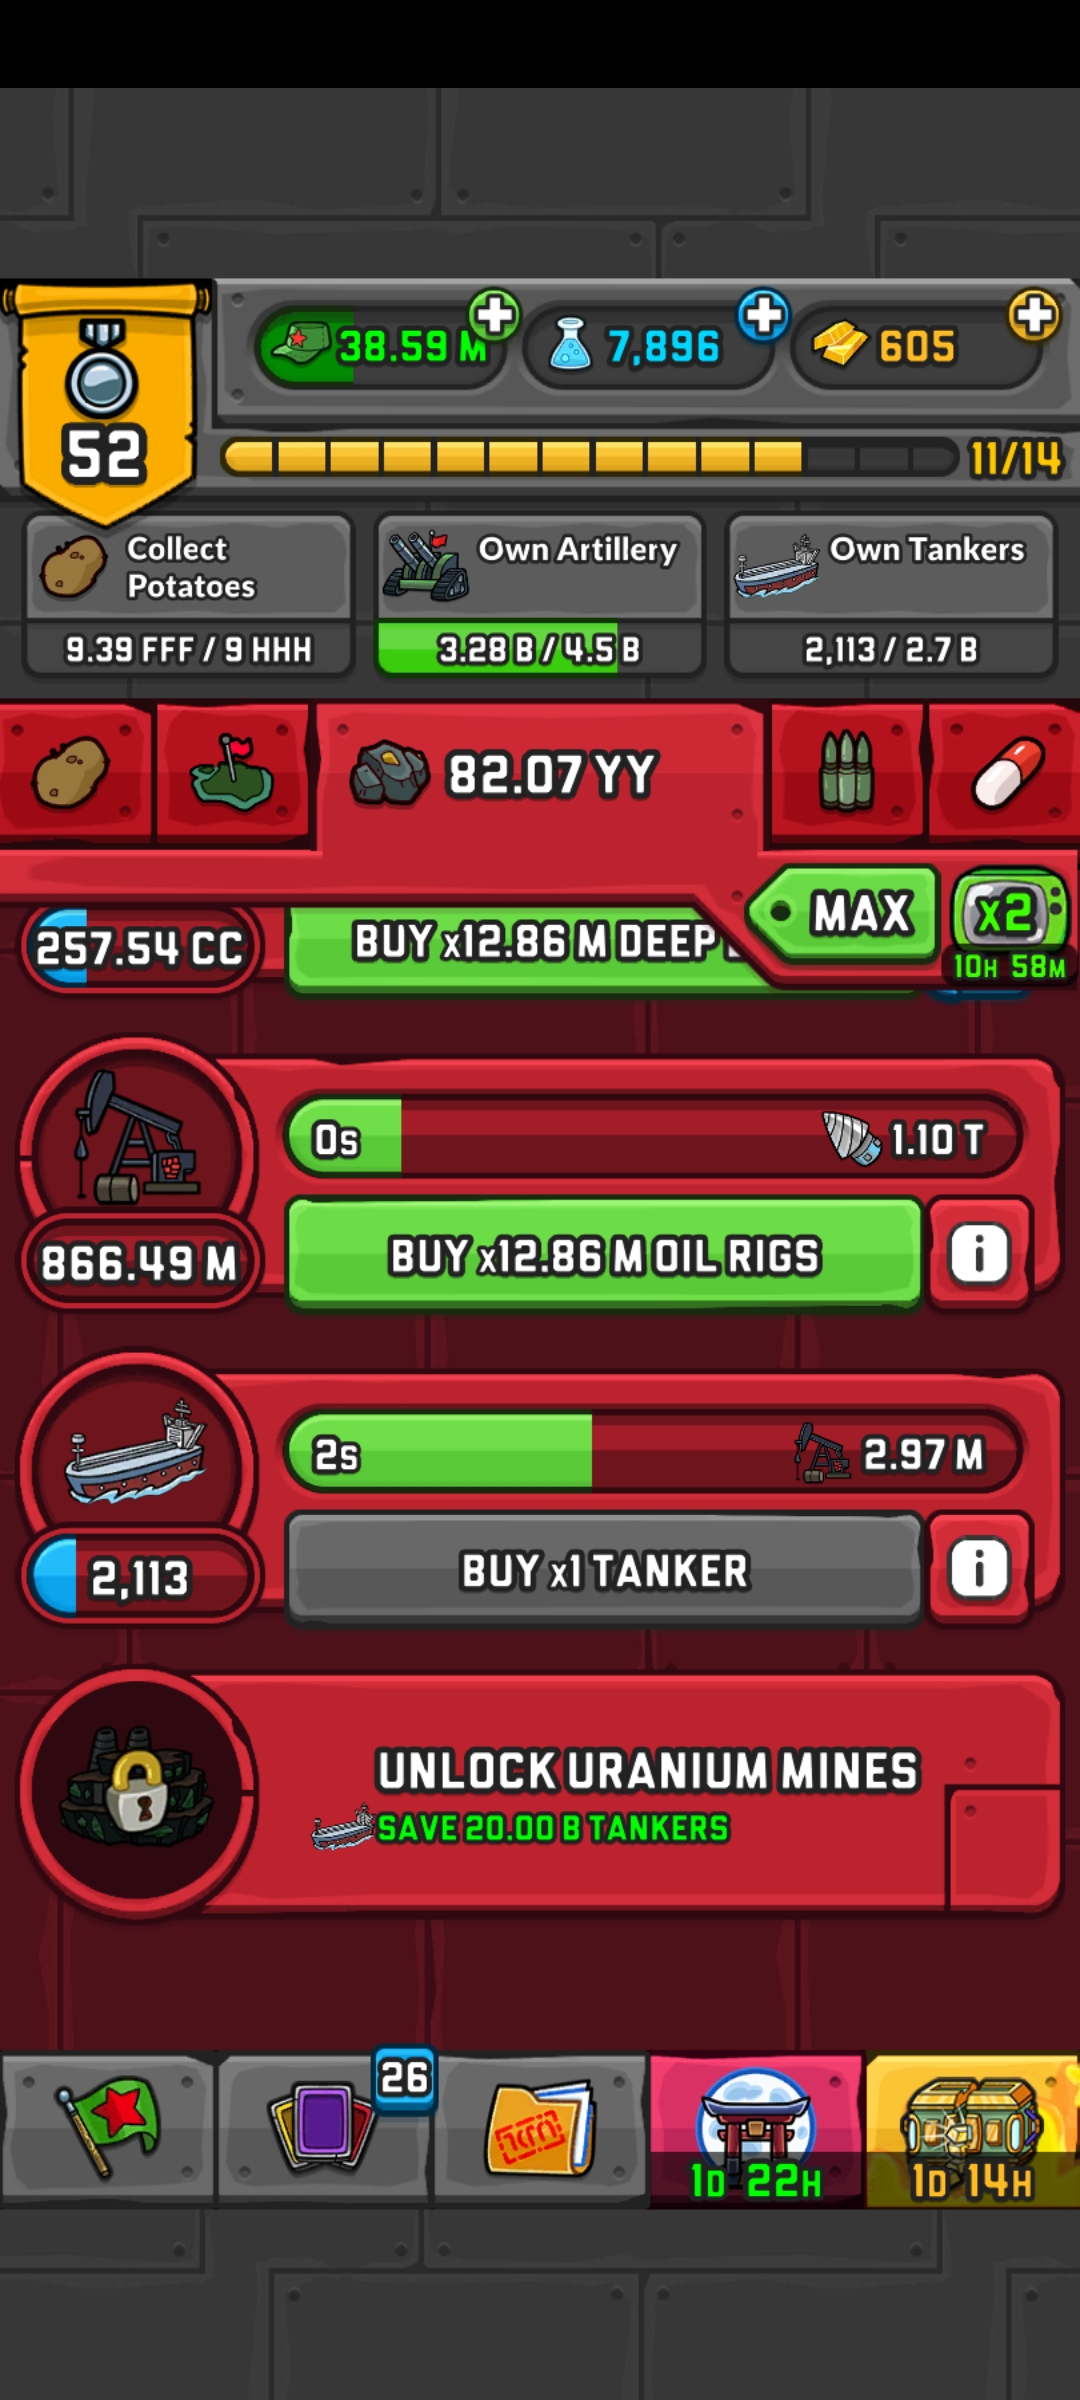 38.59 M
7,896
605
52
11/14
Collect
Potatoes
9.39 FFF / 9 HHH
Own Artillery
3.28 B / 4.5 B
Own Tankers
2,113 / 2.7 B
82.07 YY
MAX
x2
10H 58M
257.54 CC
BUY x12.86 M DEEP
0s
1.10 T
866.49 M
BUY x12.86 M OIL RIGS
i
2s
2.97 M
2,113
BUY x1 TANKER
i
UNLOCK URANIUM MINES
SAVE 20.00 B TANKERS
26
1D 22H
1D 14H